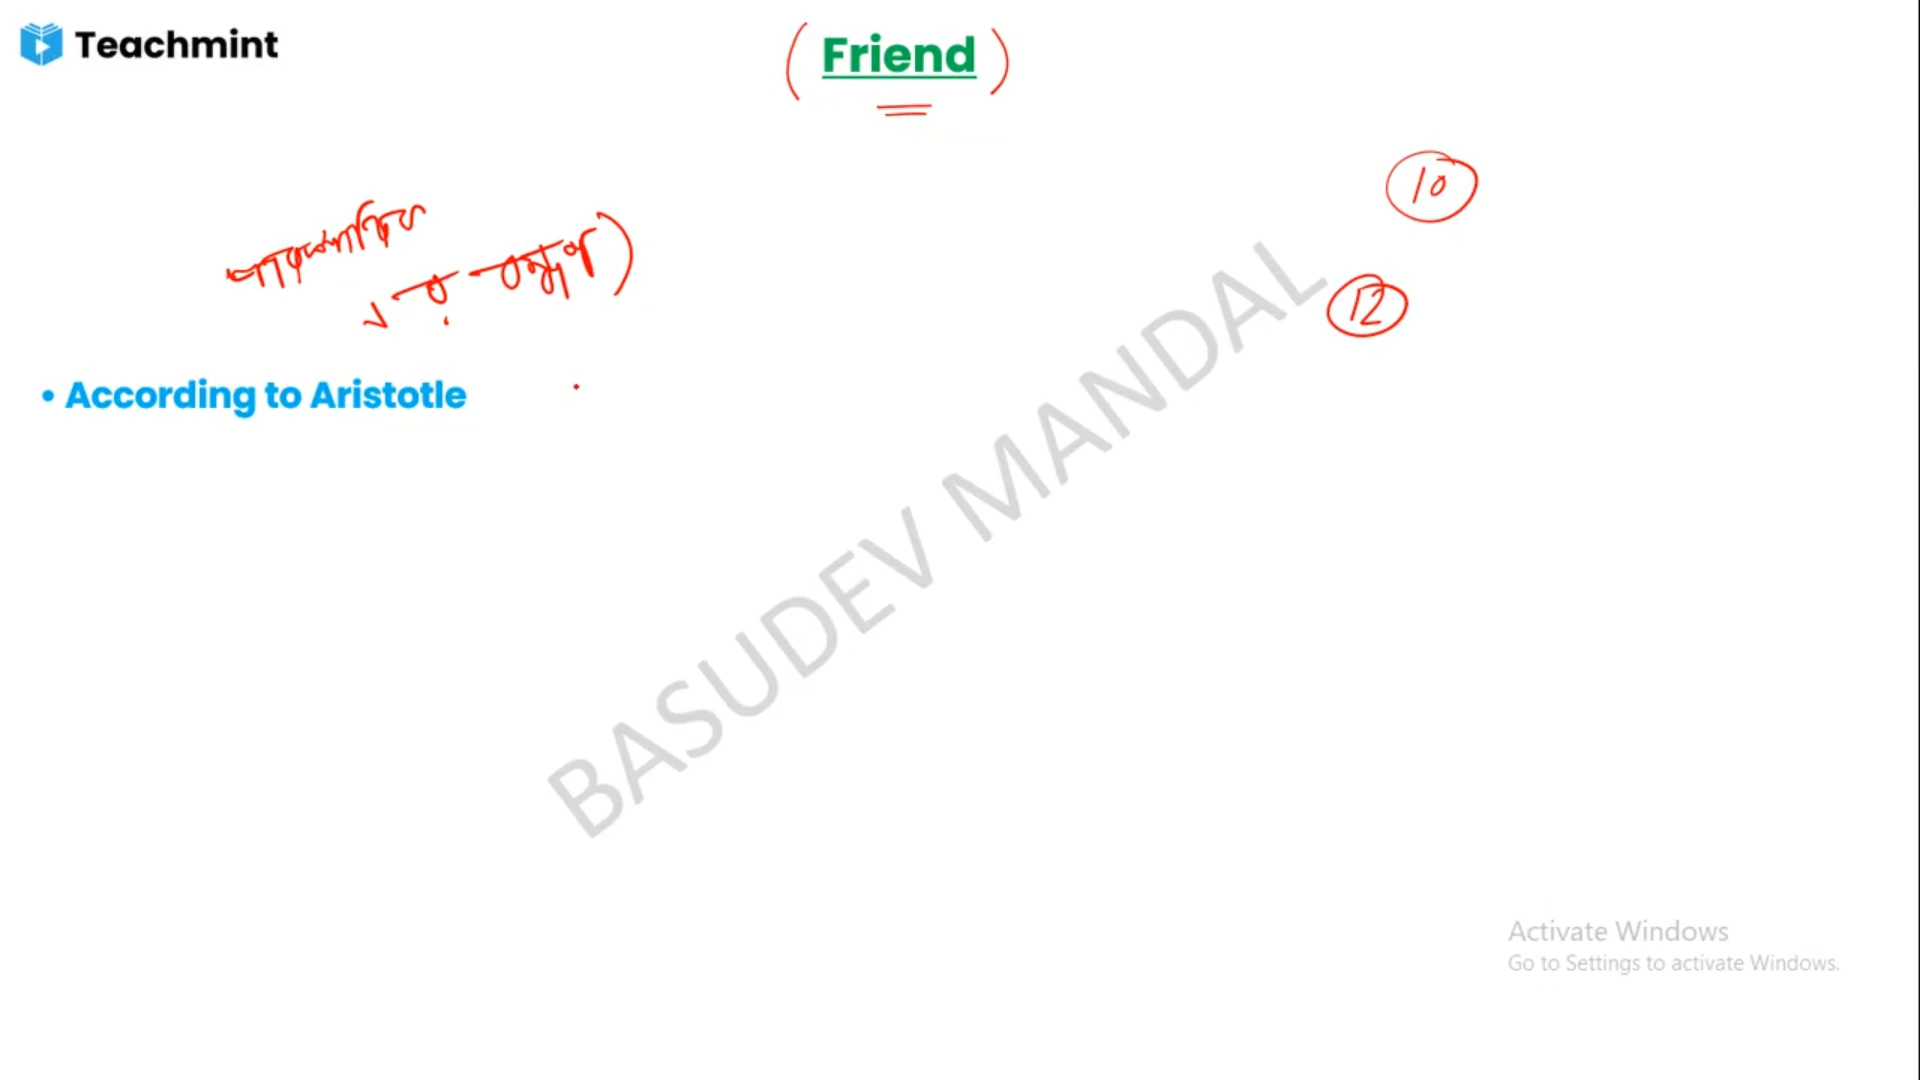 Teachmint
( Friend )
10
12
• According to Aristotle
BASUDEV MANDAL
Activate Windows
Go to Settings to activate Windows.